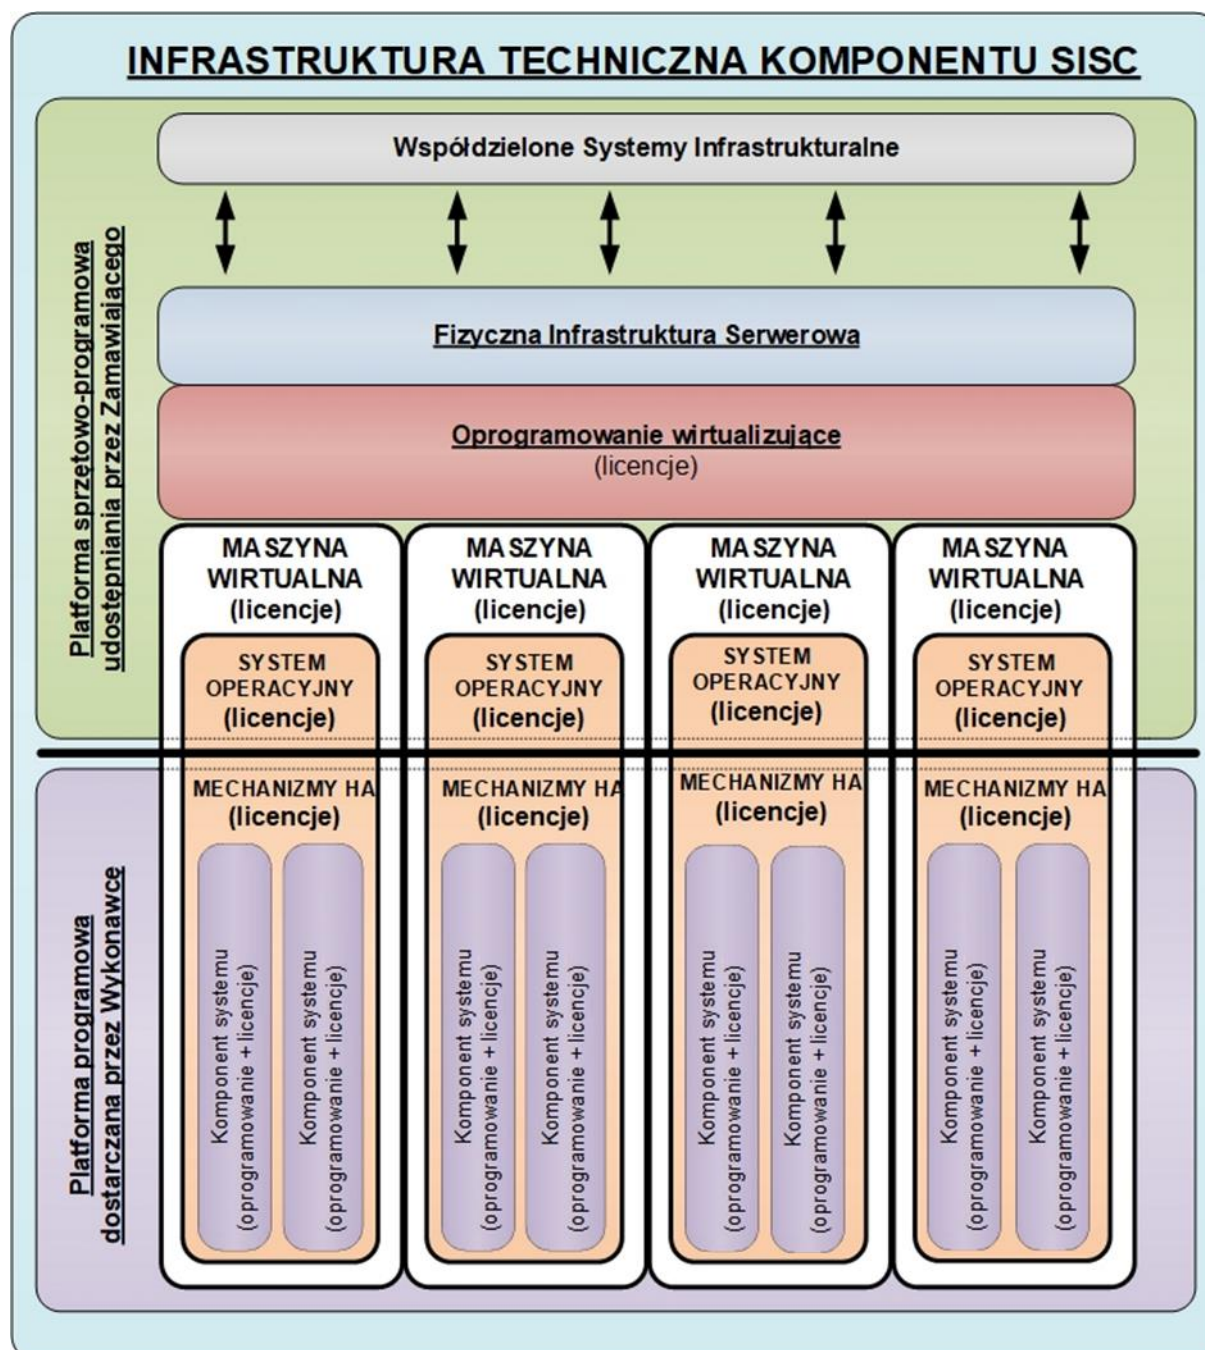 INFRASTRUKTURA TECHNICZNA KOMPONENTU SISC
Współdzielone Systemy Infrastrukturalne
Platforma sprzętowo-programowa
udostępniania przez Zamawiającego
Fizyczna Infrastruktura Serwerowa
Oprogramowanie wirtualizujące
(licencje)
MASZYNA
WIRTUALNA
(licencje)
SYSTEM
OPERACYJNY
(licencje)
MECHANIZMY HA
(licencje)
Komponent systemu
(oprogramowanie + licencje)
Komponent systemu
(oprogramowanie + licencje)
MASZYNA
WIRTUALNA
(licencje)
SYSTEM
OPERACYJNY
(licencje)
MECHANIZMY HA
(licencje)
Komponent systemu
(oprogramowanie + licencje)
Komponent systemu
(oprogramowanie + licencje)
MASZYNA
WIRTUALNA
(licencje)
SYSTEM
OPERACYJNY
(licencje)
MECHANIZMY HA
(licencje)
Komponent systemu
(oprogramowanie + licencje)
Komponent systemu
(oprogramowanie + licencje)
MASZYNA
WIRTUALNA
(licencje)
SYSTEM
OPERACYJNY
(licencje)
MECHANIZMY HA
(licencje)
Komponent systemu
(oprogramowanie + licencje)
Komponent systemu
(oprogramowanie + licencje)
Platforma programowa
dostarczana przez Wykonawcę